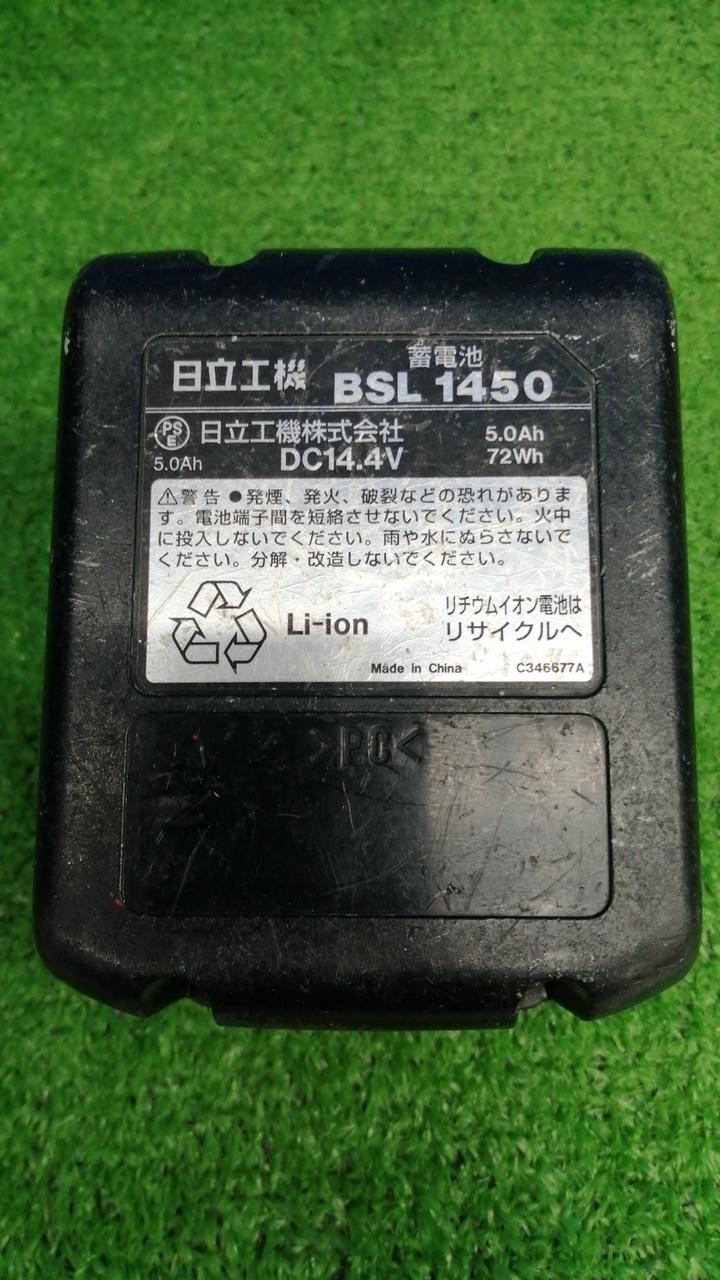 蓄電池
日立工機 BSL 1450
PSE 日立工機株式会社 5.0Ah
5.0Ah DC14.4V 72Wh
⚠警告 ●発煙、発火、破裂などの恐れがありま
す。電池端子間を短絡させないでください。火中
に投入しないでください。雨や水にぬらさないで
ください。分解・改造しないでください。
Li-ion リチウムイオン電池は
リサイクルへ
Made in China C346677A
>PC<